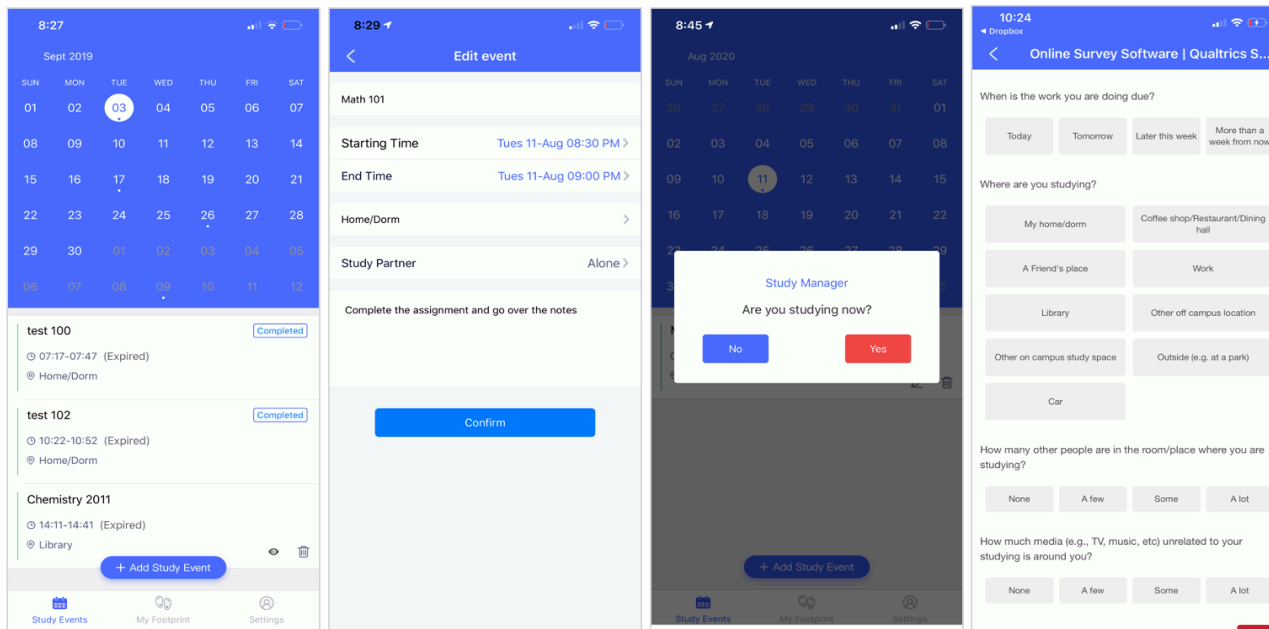 8:27
Sept 2019
SUN MON TUE WED THU FRI SAT
01 02 03 04 05 06 07
08 09 10 11 12 13 14
15 16 17 18 19 20 21
22 23 24 25 26 27 28
29 30 01 02 03 04 05
06 07 08 09 10 11 12
test 100
Completed
07:17-07:47 (Expired)
Home/Dorm
test 102
Completed
10:22-10:52 (Expired)
Home/Dorm
Chemistry 2011
14:11-14:41 (Expired)
Library
+ Add Study Event
Study Events My Footprint Settings
8:29
Edit event
Math 101
Starting Time Tues 11-Aug 08:30 PM
End Time Tues 11-Aug 09:00 PM
Home/Dorm
Study Partner Alone
Complete the assignment and go over the notes
Confirm
8:45
Aug 2020
SUN MON TUE WED THU FRI SAT
26 27 28 29 30 31 01
02 03 04 05 06 07 08
09 10 11 12 13 14 15
16 17 18 19 20 21 22
23 24 25 26 27 28 29
Study Manager
Are you studying now?
No Yes
+ Add Study Event
Study Events My Footprint Settings
10:24
Dropbox
Online Survey Software | Qualtrics S...
When is the work you are doing due?
Today Tomorrow Later this week More than a
week from now
Where are you studying?
My home/dorm Coffee shop/Restaurant/Dining
hall
A Friend's place Work
Library Other off campus location
Other on campus study space Outside (e.g. at a park)
Car
How many other people are in the room/place where you are
studying?
None A few Some A lot
How much media (e.g., TV, music, etc) unrelated to your
studying is around you?
None A few Some A lot